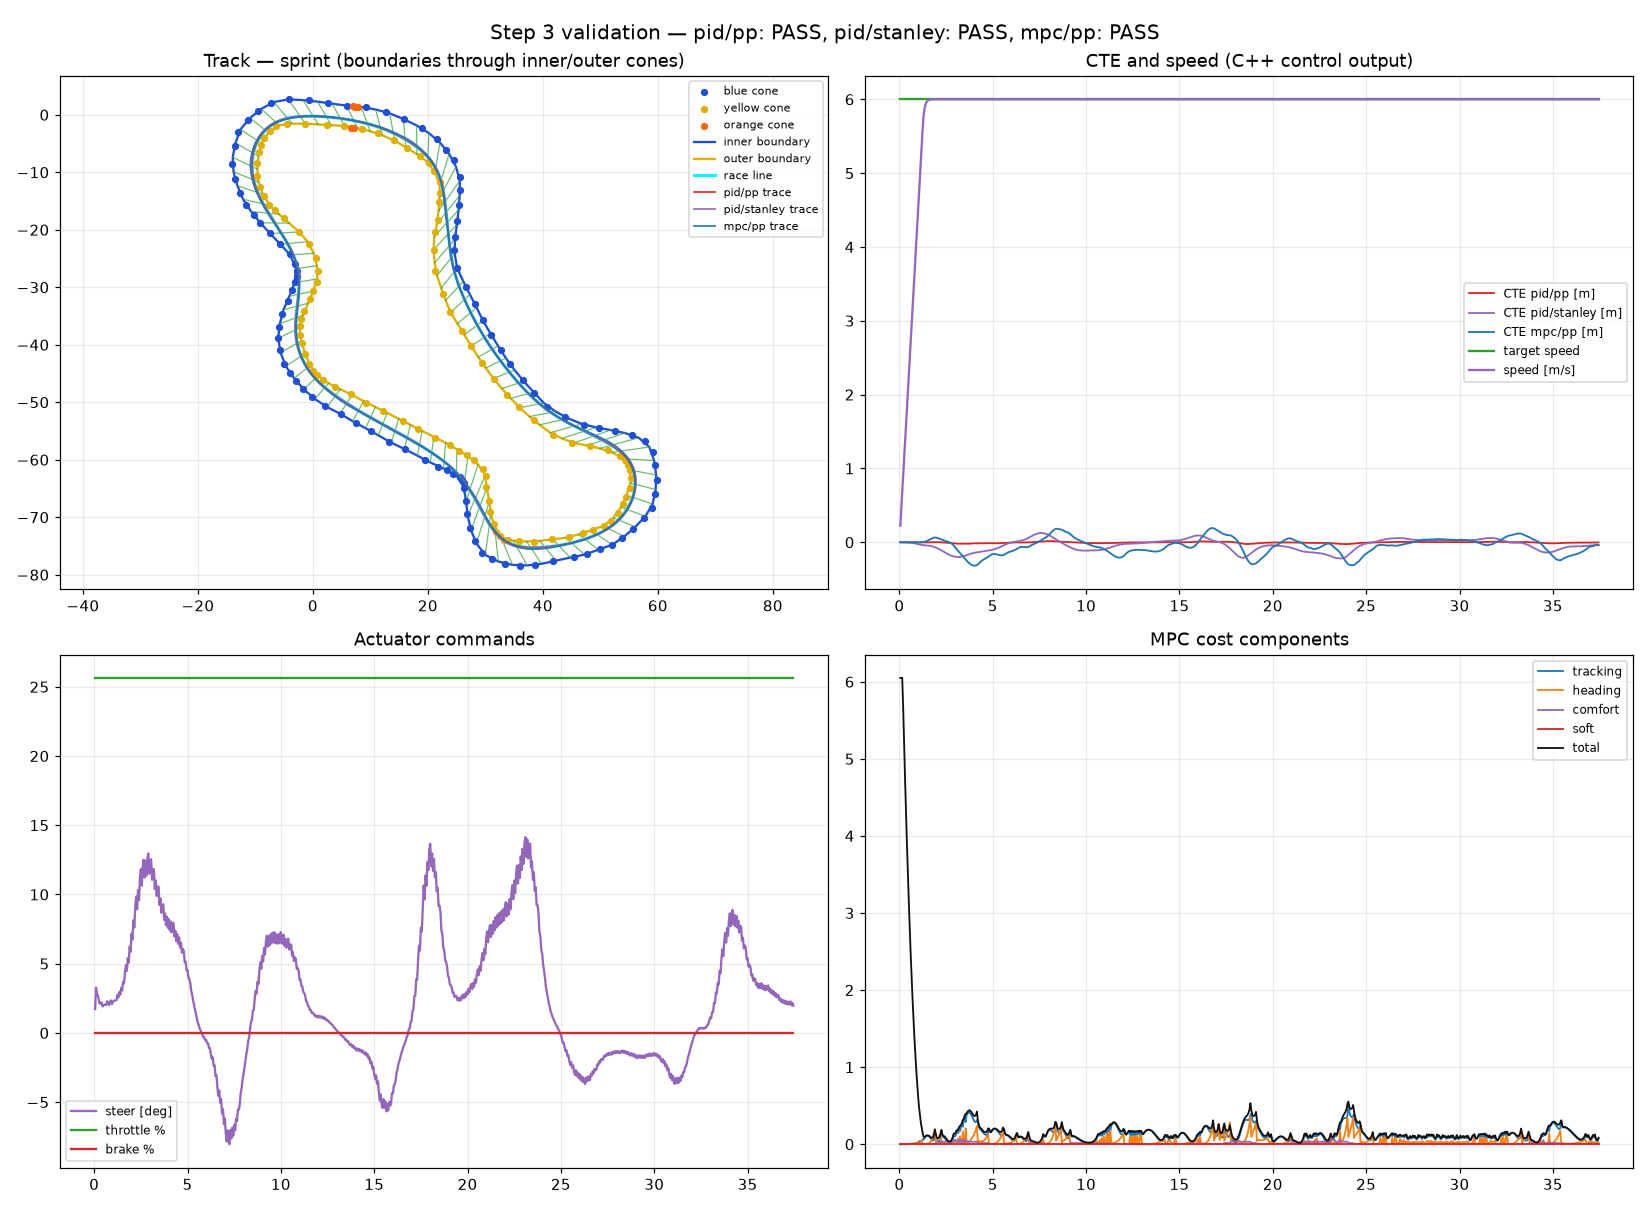 Step 3 validation — pid/pp: PASS, pid/stanley: PASS, mpc/pp: PASS
Track — sprint (boundaries through inner/outer cones)
0
−10
−20
−30
−40
−50
−60
−70
−80
−40 −20 0 20 40 60 80
blue cone
yellow cone
orange cone
inner boundary
outer boundary
race line
pid/pp trace
pid/stanley trace
mpc/pp trace
CTE and speed (C++ control output)
6
5
4
3
2
1
0
0 5 10 15 20 25 30 35
CTE pid/pp [m]
CTE pid/stanley [m]
CTE mpc/pp [m]
target speed
speed [m/s]
Actuator commands
25
20
15
10
5
0
−5
0 5 10 15 20 25 30 35
steer [deg]
throttle %
brake %
MPC cost components
6
5
4
3
2
1
0
0 5 10 15 20 25 30 35
tracking
heading
comfort
soft
total